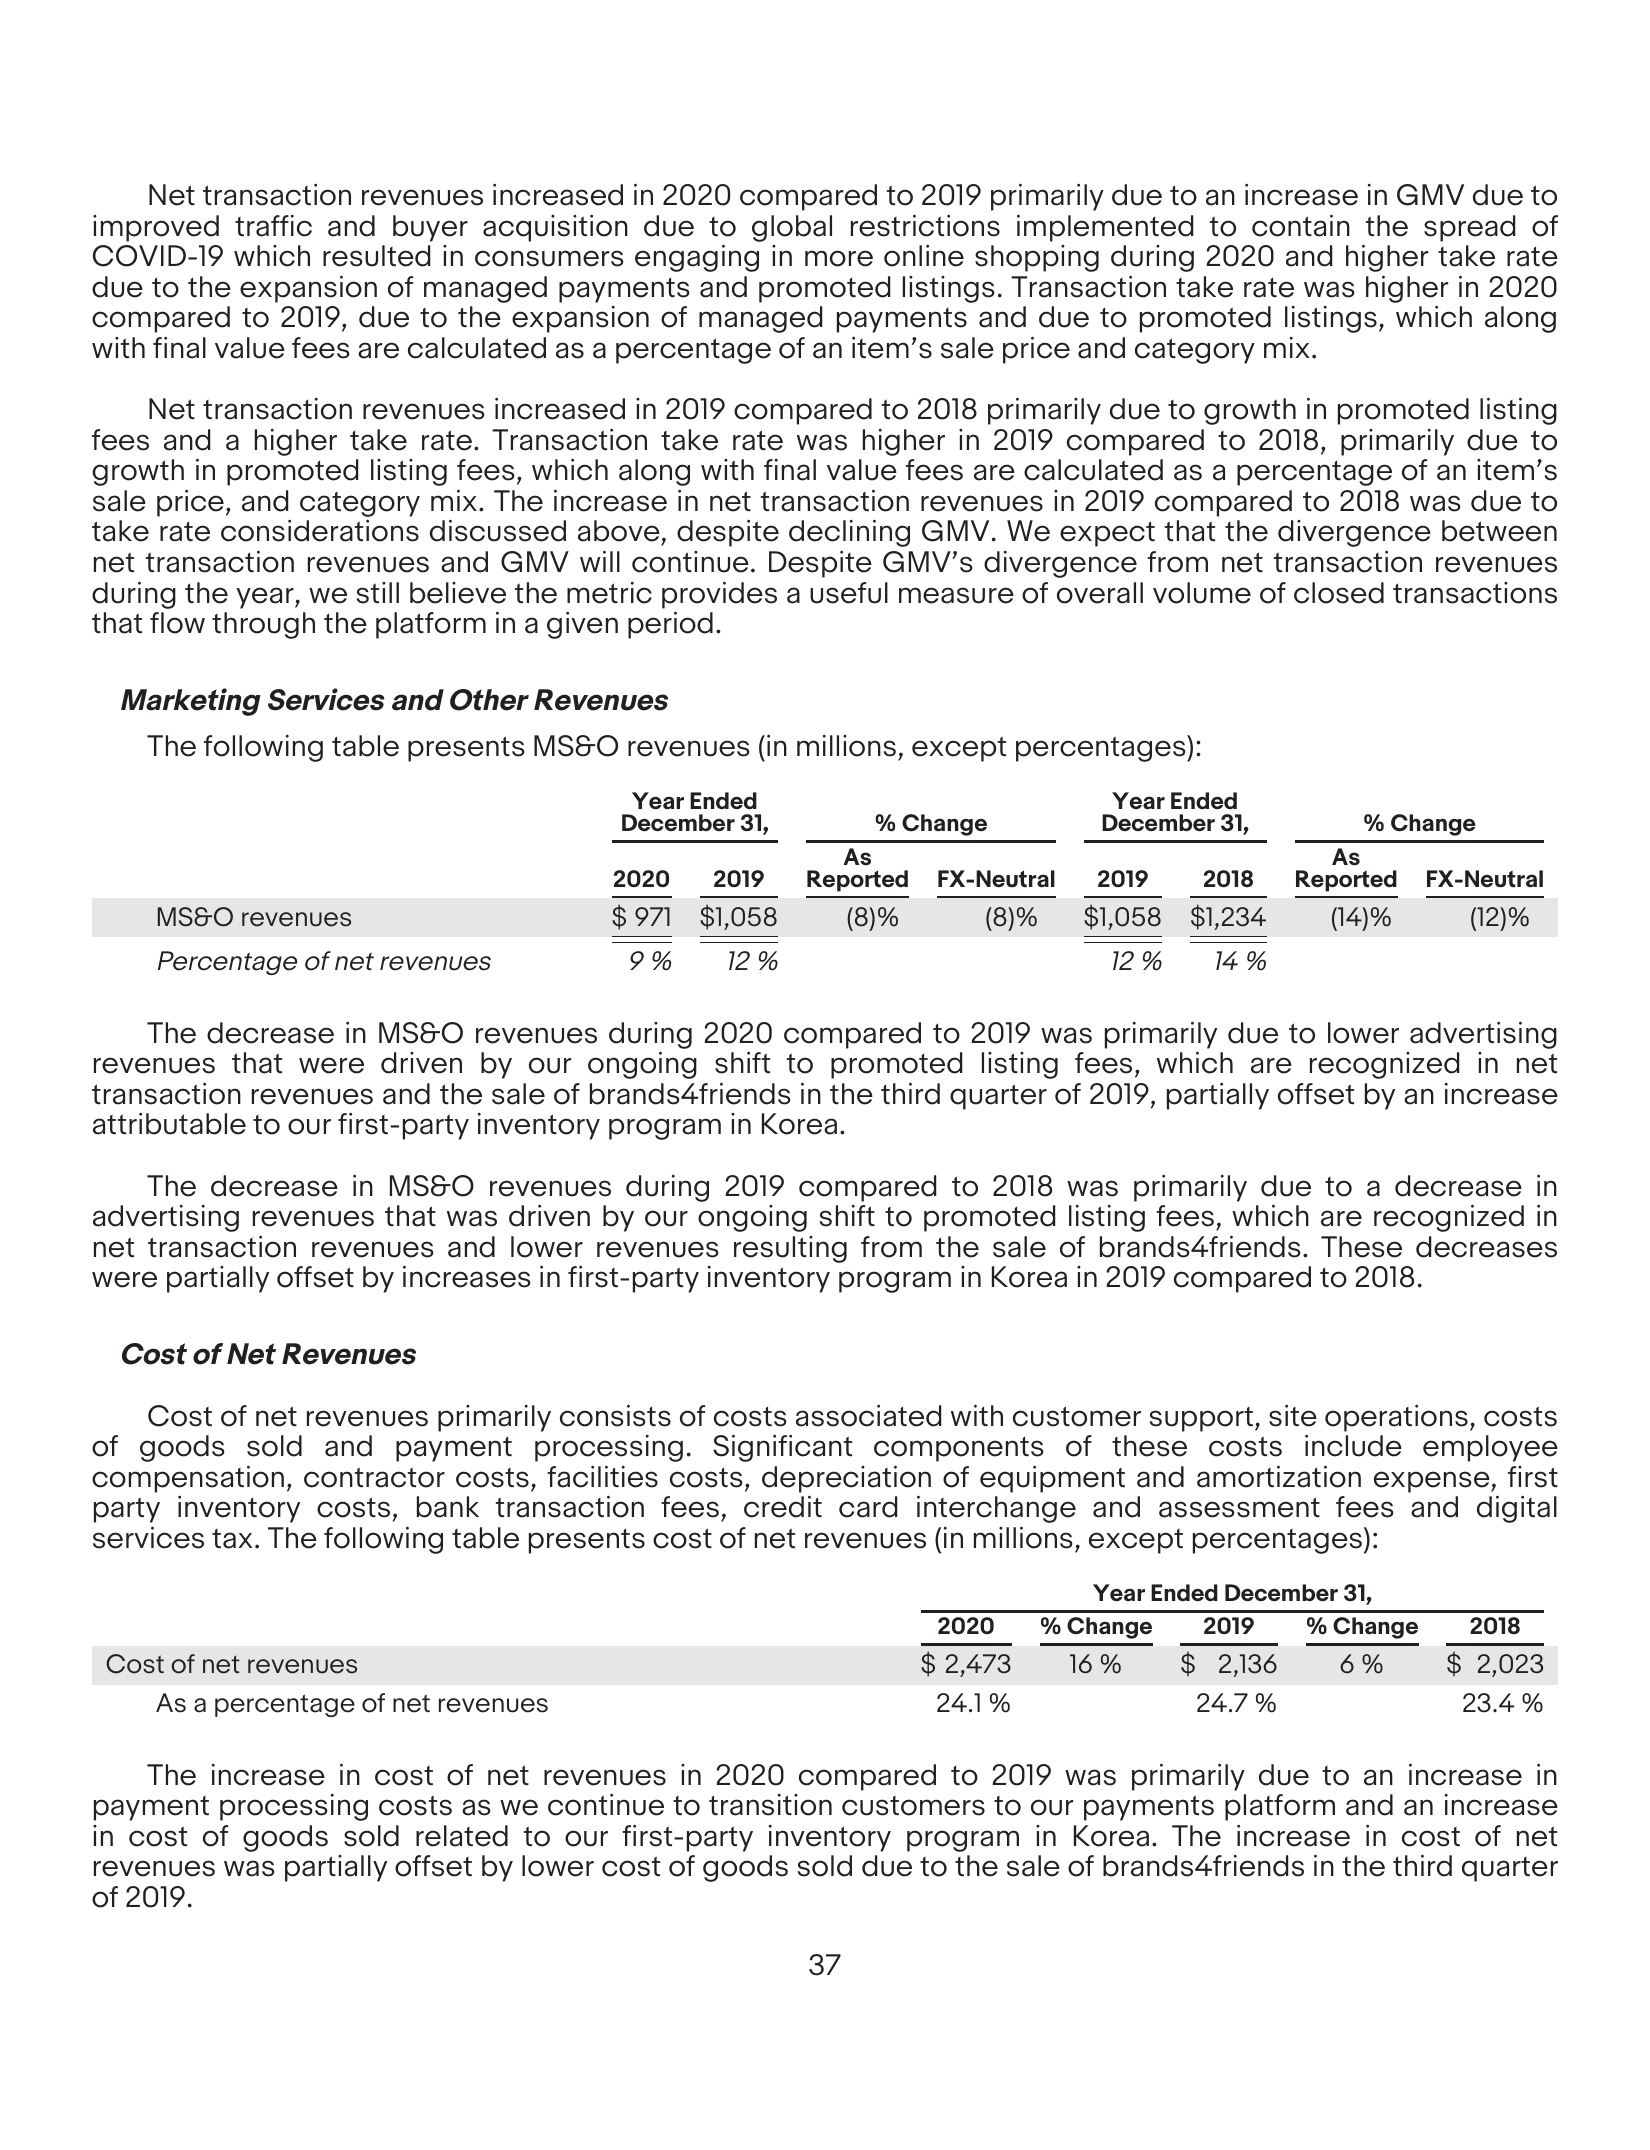 Net transaction revenues increased in 2020 compared to 2019 primarily due to an increase in GMV due to
improved traffic and buyer acquisition due to global restrictions implemented to contain the spread of
COVID-19 which resulted in consumers engaging in more online shopping during 2020 and higher take rate
due to the expansion of managed payments and promoted listings. Transaction take rate was higher in 2020
compared to 2019, due to the expansion of managed payments and due to promoted listings, which along
with final value fees are calculated as a percentage of an item's sale price and category mix.
Net transaction revenues increased in 2019 compared to 2018 primarily due to growth in promoted listing
fees and a higher take rate. Transaction take rate was higher in 2019 compared to 2018, primarily due to
growth in promoted listing fees, which along with final value fees are calculated as a percentage of an item's
sale price, and category mix. The increase in net transaction revenues in 2019 compared to 2018 was due to
take rate considerations discussed above, despite declining GMV. We expect that the divergence between
net transaction revenues and GMV will continue. Despite GMV's divergence from net transaction revenues
during the year, we still believe the metric provides a useful measure of overall volume of closed transactions
that flow through the platform in a given period.
Marketing Services and Other Revenues
The following table presents MS&O revenues (in millions, except percentages):
Year Ended Year Ended
December 31, % Change December 31, % Change
As As
2020 2019 Reported FX-Neutral 2019 2018 Reported FX-Neutral
MS&O revenues $ 971 $1,058 (8)% (8)% $1,058 $1,234 (14)% (12)%
Percentage of net revenues 9 % 12 % 12 % 14 %
The decrease in MS&O revenues during 2020 compared to 2019 was primarily due to lower advertising
revenues that were driven by our ongoing shift to promoted listing fees, which are recognized in net
transaction revenues and the sale of brands4friends in the third quarter of 2019, partially offset by an increase
attributable to our first-party inventory program in Korea.
The decrease in MS&O revenues during 2019 compared to 2018 was primarily due to a decrease in
advertising revenues that was driven by our ongoing shift to promoted listing fees, which are recognized in
net transaction revenues and lower revenues resulting from the sale of brands4friends. These decreases
were partially offset by increases in first-party inventory program in Korea in 2019 compared to 2018.
Cost of Net Revenues
Cost of net revenues primarily consists of costs associated with customer support, site operations, costs
of goods sold and payment processing. Significant components of these costs include employee
compensation, contractor costs, facilities costs, depreciation of equipment and amortization expense, first
party inventory costs, bank transaction fees, credit card interchange and assessment fees and digital
services tax. The following table presents cost of net revenues (in millions, except percentages):
Year Ended December 31,
2020 % Change 2019 % Change 2018
Cost of net revenues $ 2,473 16 % $ 2,136 6 % $ 2,023
As a percentage of net revenues 24.1 % 24.7 % 23.4 %
The increase in cost of net revenues in 2020 compared to 2019 was primarily due to an increase in
payment processing costs as we continue to transition customers to our payments platform and an increase
in cost of goods sold related to our first-party inventory program in Korea. The increase in cost of net
revenues was partially offset by lower cost of goods sold due to the sale of brands4friends in the third quarter
of 2019.
37